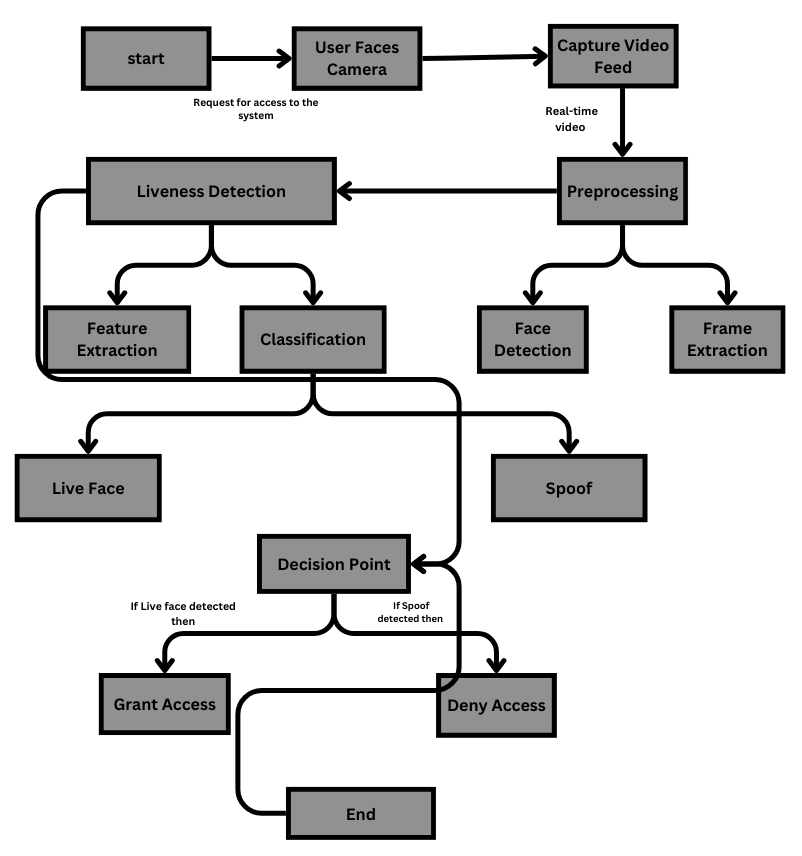 start
User Faces
Camera
Capture Video
Feed
Request for access to the
system
Real-time
video
Liveness Detection
Preprocessing
Feature
Extraction
Classification
Face
Detection
Frame
Extraction
Live Face
Spoof
Decision Point
If Live face detected
then
If Spoof
detected then
Grant Access
Deny Access
End